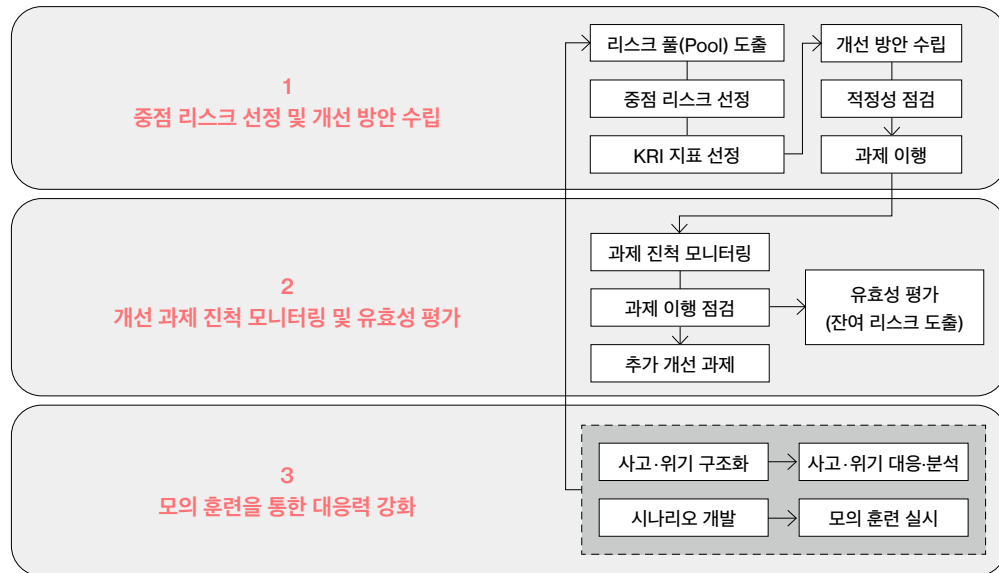 1
중점 리스크 선정 및 개선 방안 수립
리스크 풀(Pool) 도출
중점 리스크 선정
KRI 지표 선정
개선 방안 수립
적정성 점검
과제 이행
2
개선 과제 진척 모니터링 및 유효성 평가
과제 진척 모니터링
과제 이행 점검
추가 개선 과제
유효성 평가
(잔여 리스크 도출)
3
모의 훈련을 통한 대응력 강화
사고·위기 구조화
사고·위기 대응·분석
시나리오 개발
모의 훈련 실시